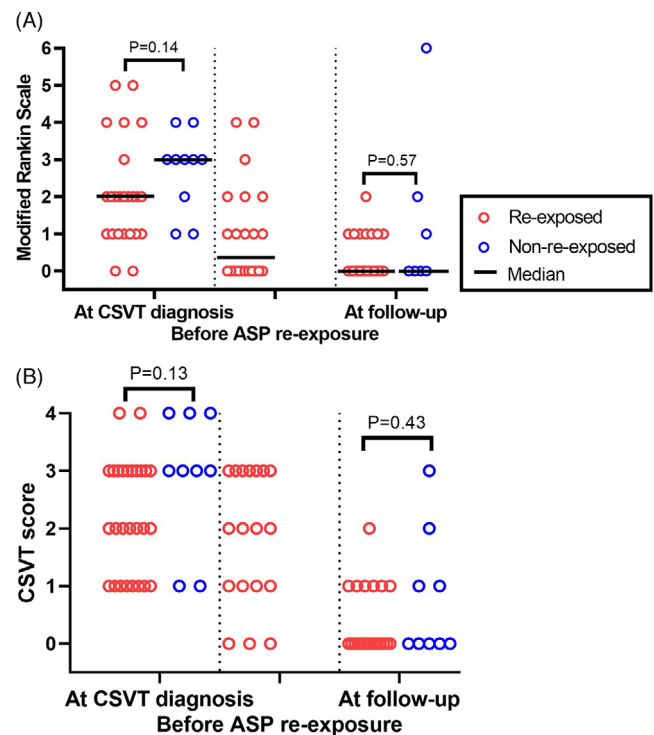 (A)
Modified Rankin Scale
6
5
4
3
2
1
0
P=0.14
P=0.57
At CSVT diagnosis
Before ASP re-exposure
At follow-up
Re-exposed
Non-re-exposed
Median
(B)
CSVT score
4
3
2
1
0
P=0.13
P=0.43
At CSVT diagnosis
Before ASP re-exposure
At follow-up